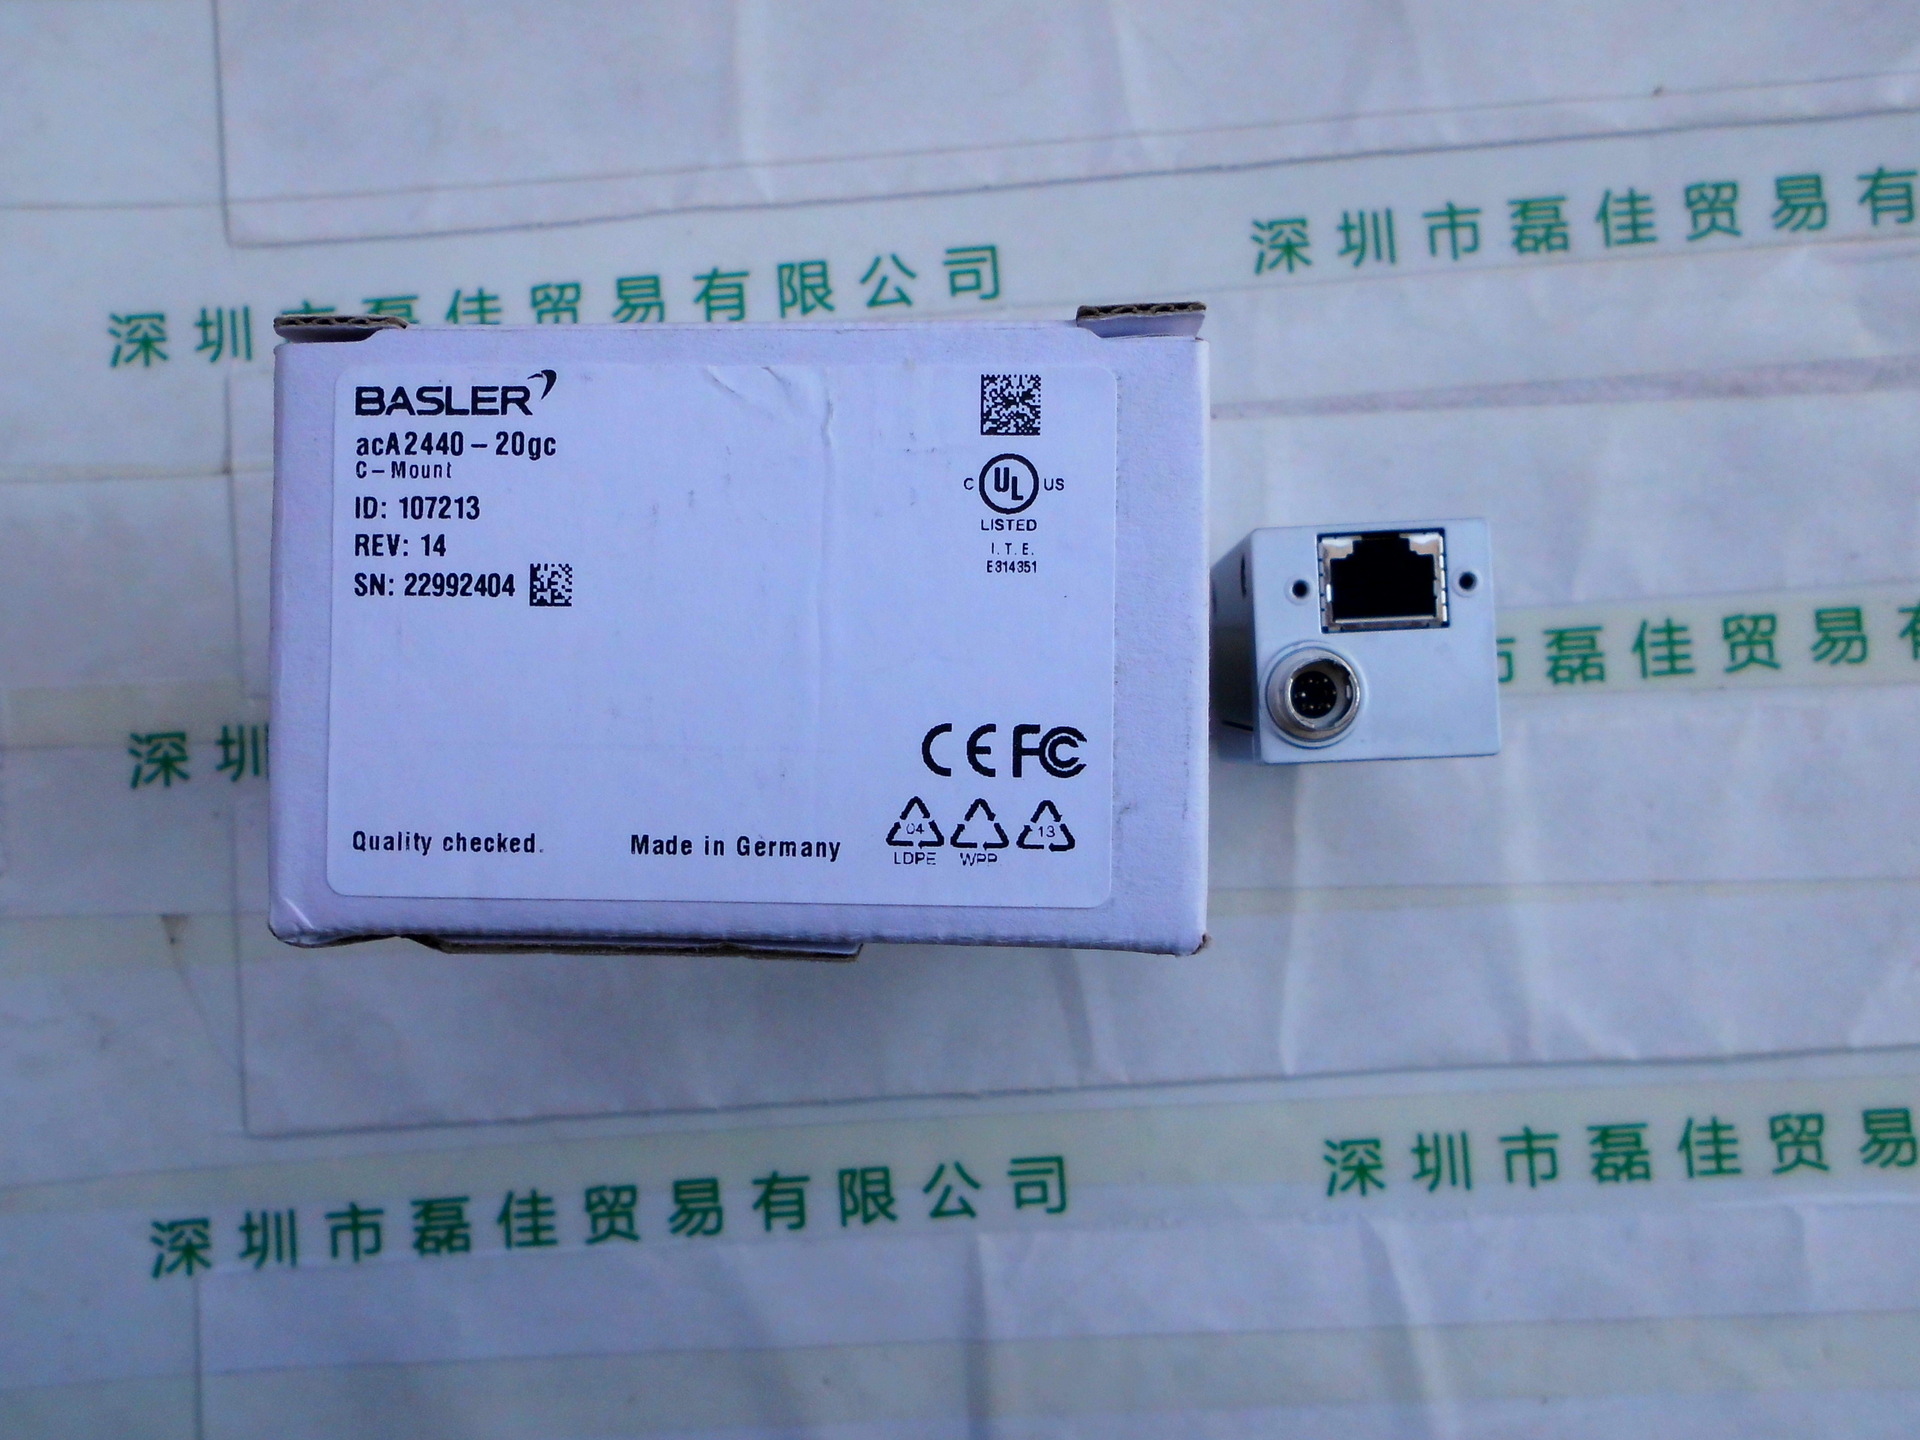 深圳市磊佳贸易有限公司
深圳市磊佳贸易有
BASLER
acA2440-20gc
C-Mount
ID: 107213
REV: 14
SN: 22992404
C UL US
LISTED
I.T.E.
E314351
CE FC
04
13
LDPE
WPP
Quality checked.
Made in Germany
深圳
市磊佳贸易有
深圳市磊佳贸易有限公司
深圳市磊佳贸易